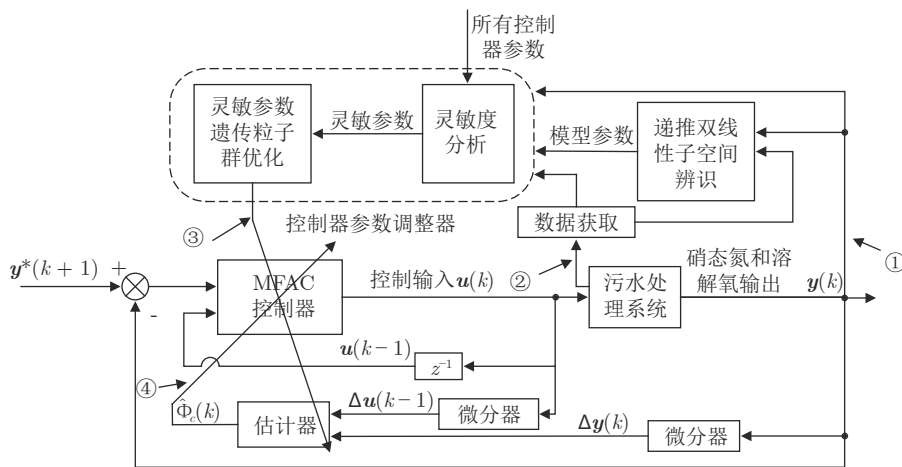 所有控制
器参数
灵敏参数
遗传粒子
群优化
灵敏参数
灵敏度
分析
模型参数
递推双线
性子空间
辨识
数据获取
③
控制器参数调整器
①
②
y*(k+1)
+
-
MFAC
控制器
控制输入u(k)
污水处
理系统
硝态氮和溶
解氧输出
y(k)
u(k−1)
z⁻¹
④
Φ̂c(k)
估计器
Δu(k−1)
微分器
Δy(k)
微分器